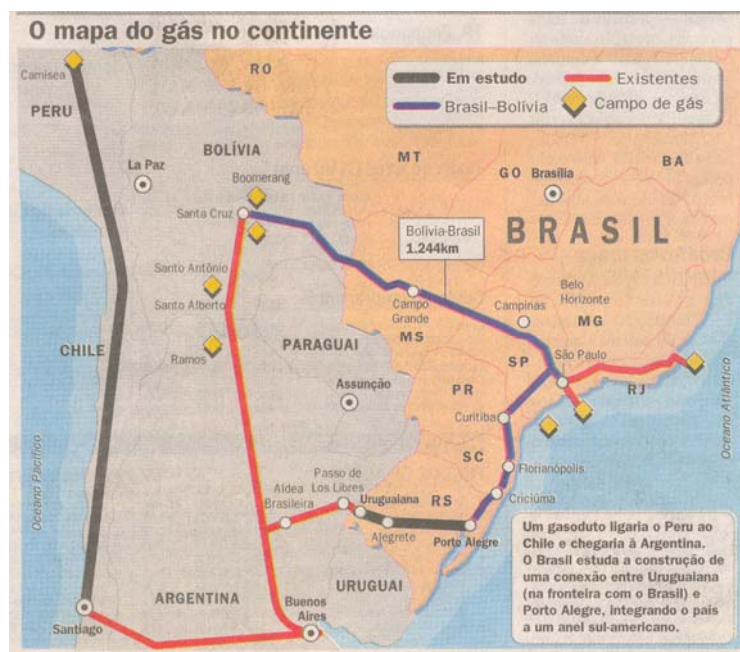 O mapa do gás no continente
Em estudo
Existentes
Brasil–Bolívia
Campo de gás
Camisea
PERU
RO
La Paz
BOLÍVIA
MT
GO
Brasília
BA
Boomerang
Santa Cruz
BRASIL
Bolívia-Brasil
1.244km
Santo Antônio
Santo Alberto
Campo
Grande
Campinas
Belo
Horizonte
MG
CHILE
Ramos
PARAGUAI
MS
SP
São Paulo
RJ
Assunção
PR
Curitiba
Oceano Atlântico
Oceano Pacífico
SC
Florianópolis
Passo de
Los Libres
Aldea
Brasileira
Uruguaiana
RS
Criciúma
Alegrete
Porto Alegre
ARGENTINA
URUGUAI
Santiago
Buenos
Aires
Um gasoduto ligaria o Peru ao
Chile e chegaria à Argentina.
O Brasil estuda a construção de
uma conexão entre Uruguaiana
(na fronteira com o Brasil) e
Porto Alegre, integrando o país
a um anel sul-americano.